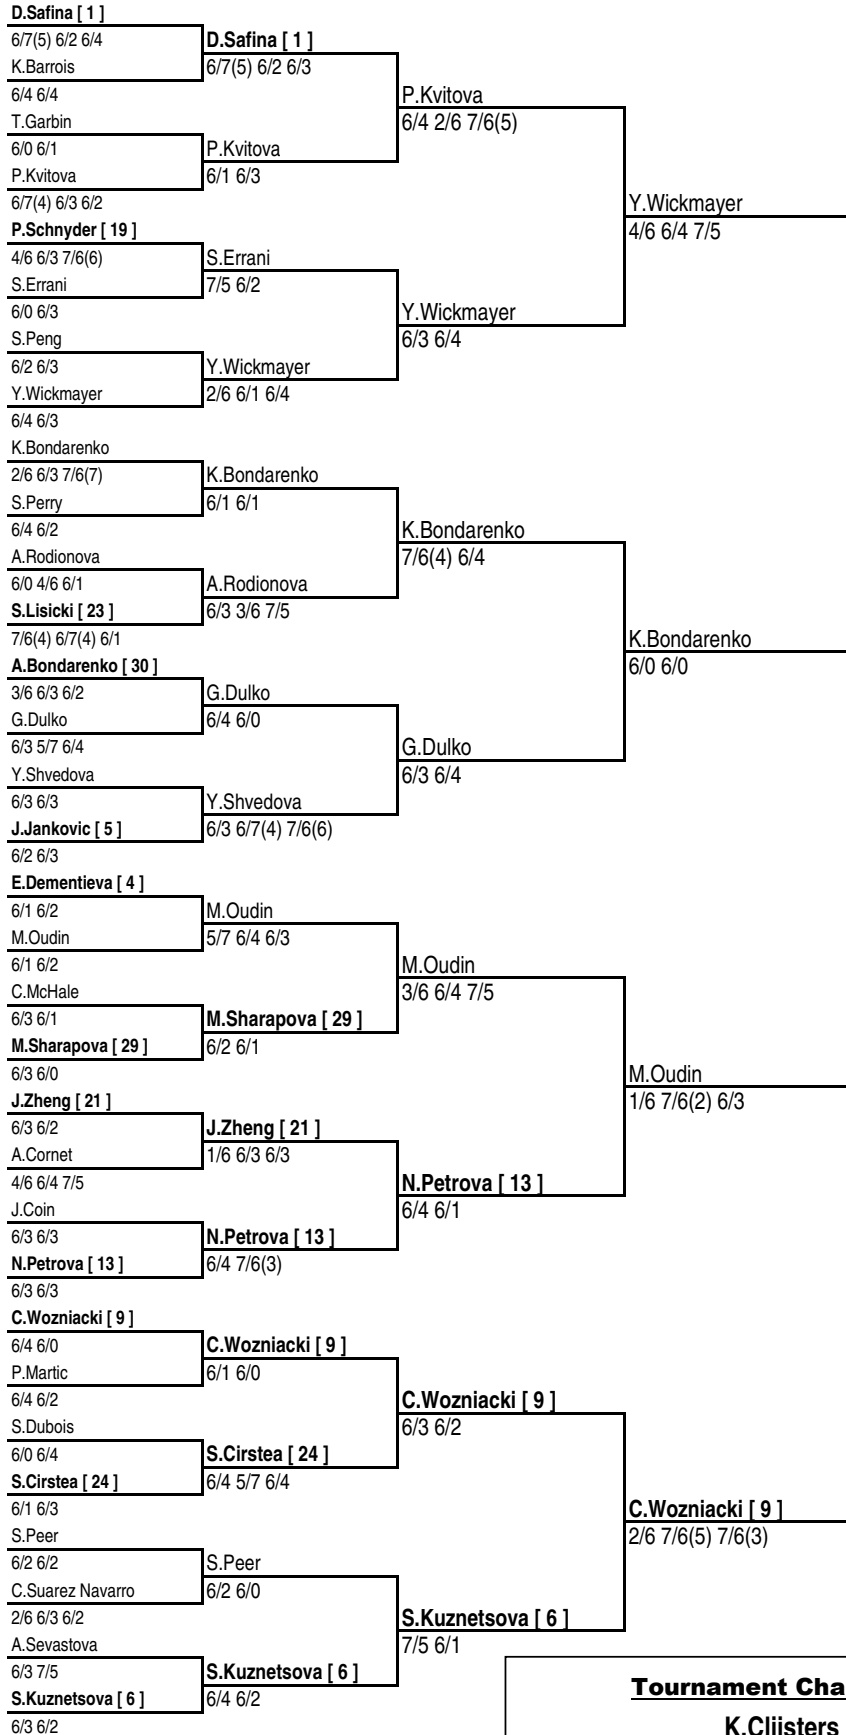 D.Safina [ 1 ]
6/7(5) 6/2 6/4
K.Barrois
6/4 6/4
T.Garbin
6/0 6/1
P.Kvitova
6/7(4) 6/3 6/2
P.Schnyder [ 19 ]
4/6 6/3 7/6(6)
S.Errani
6/0 6/3
S.Peng
6/2 6/3
Y.Wickmayer
6/4 6/3
K.Bondarenko
2/6 6/3 7/6(7)
S.Perry
6/4 6/2
A.Rodionova
6/0 4/6 6/1
S.Lisicki [ 23 ]
7/6(4) 6/7(4) 6/1
A.Bondarenko [ 30 ]
3/6 6/3 6/2
G.Dulko
6/3 5/7 6/4
Y.Shvedova
6/3 6/3
J.Jankovic [ 5 ]
6/2 6/3
E.Dementieva [ 4 ]
6/1 6/2
M.Oudin
6/1 6/2
C.McHale
6/3 6/1
M.Sharapova [ 29 ]
6/3 6/0
J.Zheng [ 21 ]
6/3 6/2
A.Cornet
4/6 6/4 7/5
J.Coin
6/3 6/3
N.Petrova [ 13 ]
6/3 6/3
C.Wozniacki [ 9 ]
6/4 6/0
P.Martic
6/4 6/2
S.Dubois
6/0 6/4
S.Cirstea [ 24 ]
6/1 6/3
S.Peer
6/2 6/2
C.Suarez Navarro
2/6 6/3 6/2
A.Sevastova
6/3 7/5
S.Kuznetsova [ 6 ]
6/3 6/2
D.Safina [ 1 ]
6/7(5) 6/2 6/3
P.Kvitova
6/1 6/3
S.Errani
7/5 6/2
Y.Wickmayer
2/6 6/1 6/4
K.Bondarenko
6/1 6/1
A.Rodionova
6/3 3/6 7/5
G.Dulko
6/4 6/0
Y.Shvedova
6/3 6/7(4) 7/6(6)
M.Oudin
5/7 6/4 6/3
M.Sharapova [ 29 ]
6/2 6/1
J.Zheng [ 21 ]
1/6 6/3 6/3
N.Petrova [ 13 ]
6/4 7/6(3)
C.Wozniacki [ 9 ]
6/1 6/0
S.Cirstea [ 24 ]
6/4 5/7 6/4
S.Peer
6/2 6/0
S.Kuznetsova [ 6 ]
6/4 6/2
P.Kvitova
6/4 2/6 7/6(5)
Y.Wickmayer
6/3 6/4
K.Bondarenko
7/6(4) 6/4
G.Dulko
6/3 6/4
M.Oudin
3/6 6/4 7/5
N.Petrova [ 13 ]
6/4 6/1
C.Wozniacki [ 9 ]
6/3 6/2
S.Kuznetsova [ 6 ]
7/5 6/1
Y.Wickmayer
4/6 6/4 7/5
K.Bondarenko
6/0 6/0
M.Oudin
1/6 7/6(2) 6/3
C.Wozniacki [ 9 ]
2/6 7/6(5) 7/6(3)
Tournament Cha
K.Clijsters